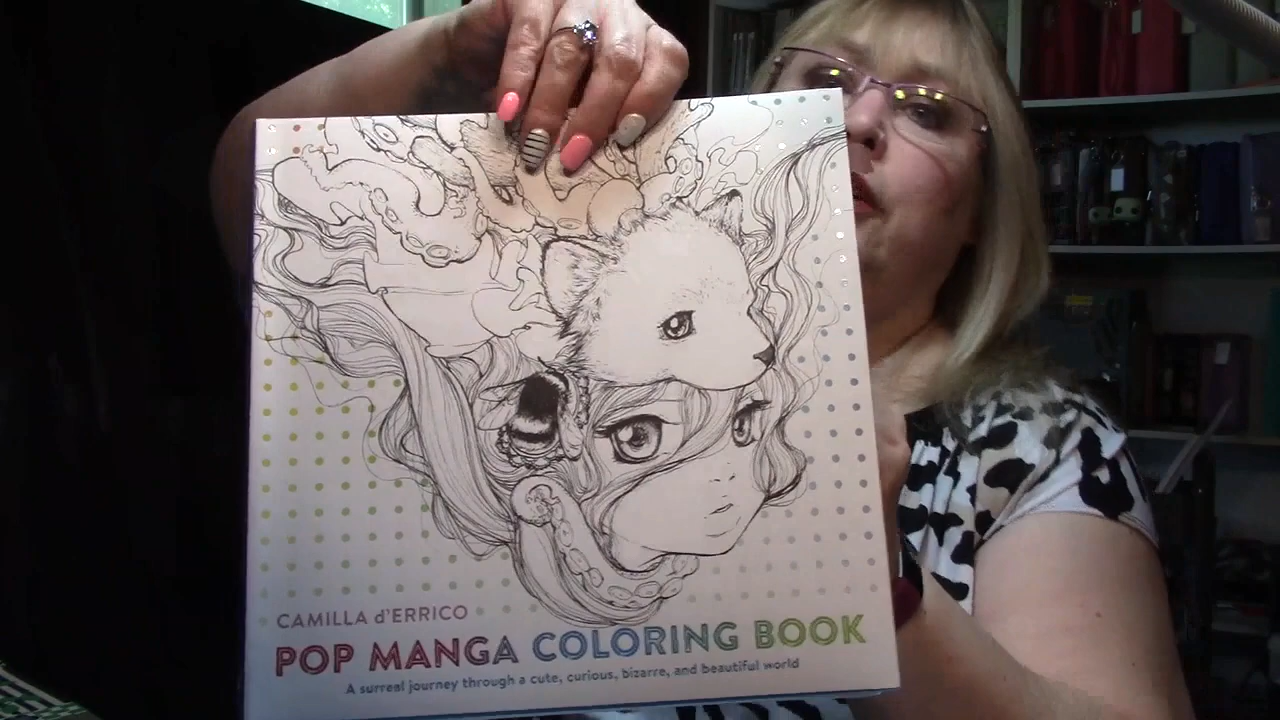 CAMILLA d'ERRICO
POP MANGA COLORING BOOK
A surreal journey through a cute, curious, bizarre, and beautiful world